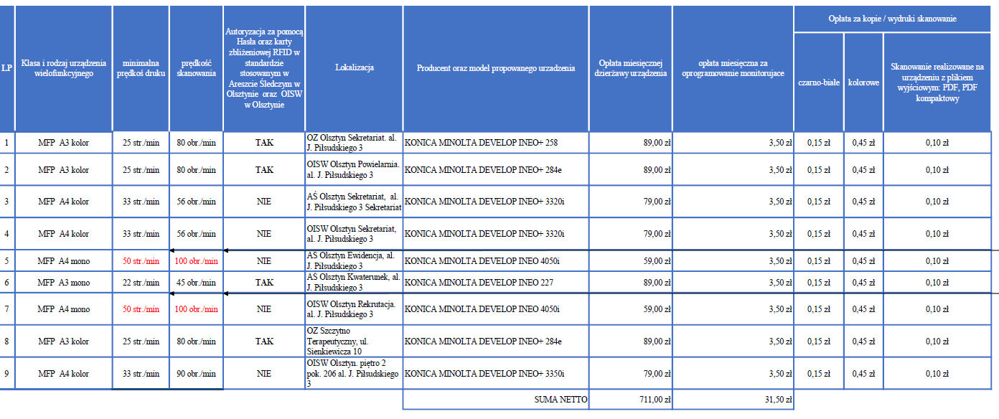 LP
Klasa i rodzaj urządzenia
wielofunkcyjnego
minimalna
prędkoś druku
prędkość
skanowania
Autoryzacja za pomocą
Hasła oraz karty
zbliżeniowej RFID w
standardzie
stosowanym w
Areszcie Śledczym w
Olsztynie oraz OISW
w Olsztynie
Lokalizacja
Producent oraz model propowanego urzadzenia
Opłata miesięcznej
dzierżawy urządzenia
opłata miesięczna za
oprogramowanie monitorujace
Opłata za kopie / wydruki skanowanie
czarno-białe
kolorowe
Skanowanie realizowane na
urządzeniu z plikiem
wyjściowym: PDF, PDF
kompaktowy
1 MFP A3 kolor 25 str./min 80 obr./min TAK
OZ Olsztyn Sekretariat. al.
J. Piłsudskiego 3
KONICA MINOLTA DEVELOP INEO+ 258 89,00 zł 3,50 zł 0,15 zł 0,45 zł 0,10 zł
2 MFP A3 kolor 25 str./min 80 obr./min TAK
OISW Olsztyn Powielarnia.
al. J. Piłsudskiego 3
KONICA MINOLTA DEVELOP INEO+ 284e 89,00 zł 3,50 zł 0,15 zł 0,45 zł 0,10 zł
3 MFP A4 kolor 33 str./min 56 obr./min NIE
AŚ Olsztyn Sekretariat, al.
J. Piłsudskiego 3 Sekretariat
KONICA MINOLTA DEVELOP INEO+ 3320i 79,00 zł 3,50 zł 0,15 zł 0,45 zł 0,10 zł
4 MFP A4 kolor 33 str./min 56 obr./min NIE
OISW Olsztyn Sekretariat,
al. J. Piłsudskiego 3
KONICA MINOLTA DEVELOP INEO+ 3320i 79,00 zł 3,50 zł 0,15 zł 0,45 zł 0,10 zł
5 MFP A4 mono 50 str./min 100 obr./min NIE
AŚ Olsztyn Ewidencja, al.
J. Piłsudskiego 3
KONICA MINOLTA DEVELOP INEO 4050i 59,00 zł 3,50 zł 0,15 zł 0,45 zł 0,10 zł
6 MFP A3 mono 22 str./min 45 obr./min TAK
AŚ Olsztyn Kwaterunek, al.
J. Piłsudskiego 3
KONICA MINOLTA DEVELOP INEO 227 89,00 zł 3,50 zł 0,15 zł 0,45 zł 0,10 zł
7 MFP A4 mono 50 str./min 100 obr./min NIE
OISW Olsztyn Rekrutacja.
al. J. Piłsudskiego 3
KONICA MINOLTA DEVELOP INEO 4050i 59,00 zł 3,50 zł 0,15 zł 0,45 zł 0,10 zł
8 MFP A3 kolor 25 str./min 80 obr./min TAK
OZ Szczytno
Terapeutyczny, ul.
Sienkiewicza 10
KONICA MINOLTA DEVELOP INEO+ 284e 89,00 zł 3,50 zł 0,15 zł 0,45 zł 0,10 zł
9 MFP A4 kolor 33 str./min 90 obr./min NIE
OISW Olsztyn. piętro 2
pok. 206 al. J. Piłsudskiego
3
KONICA MINOLTA DEVELOP INEO+ 3350i 79,00 zł 3,50 zł 0,15 zł 0,45 zł 0,10 zł
SUMA NETTO 711,00 zł 31,50 zł